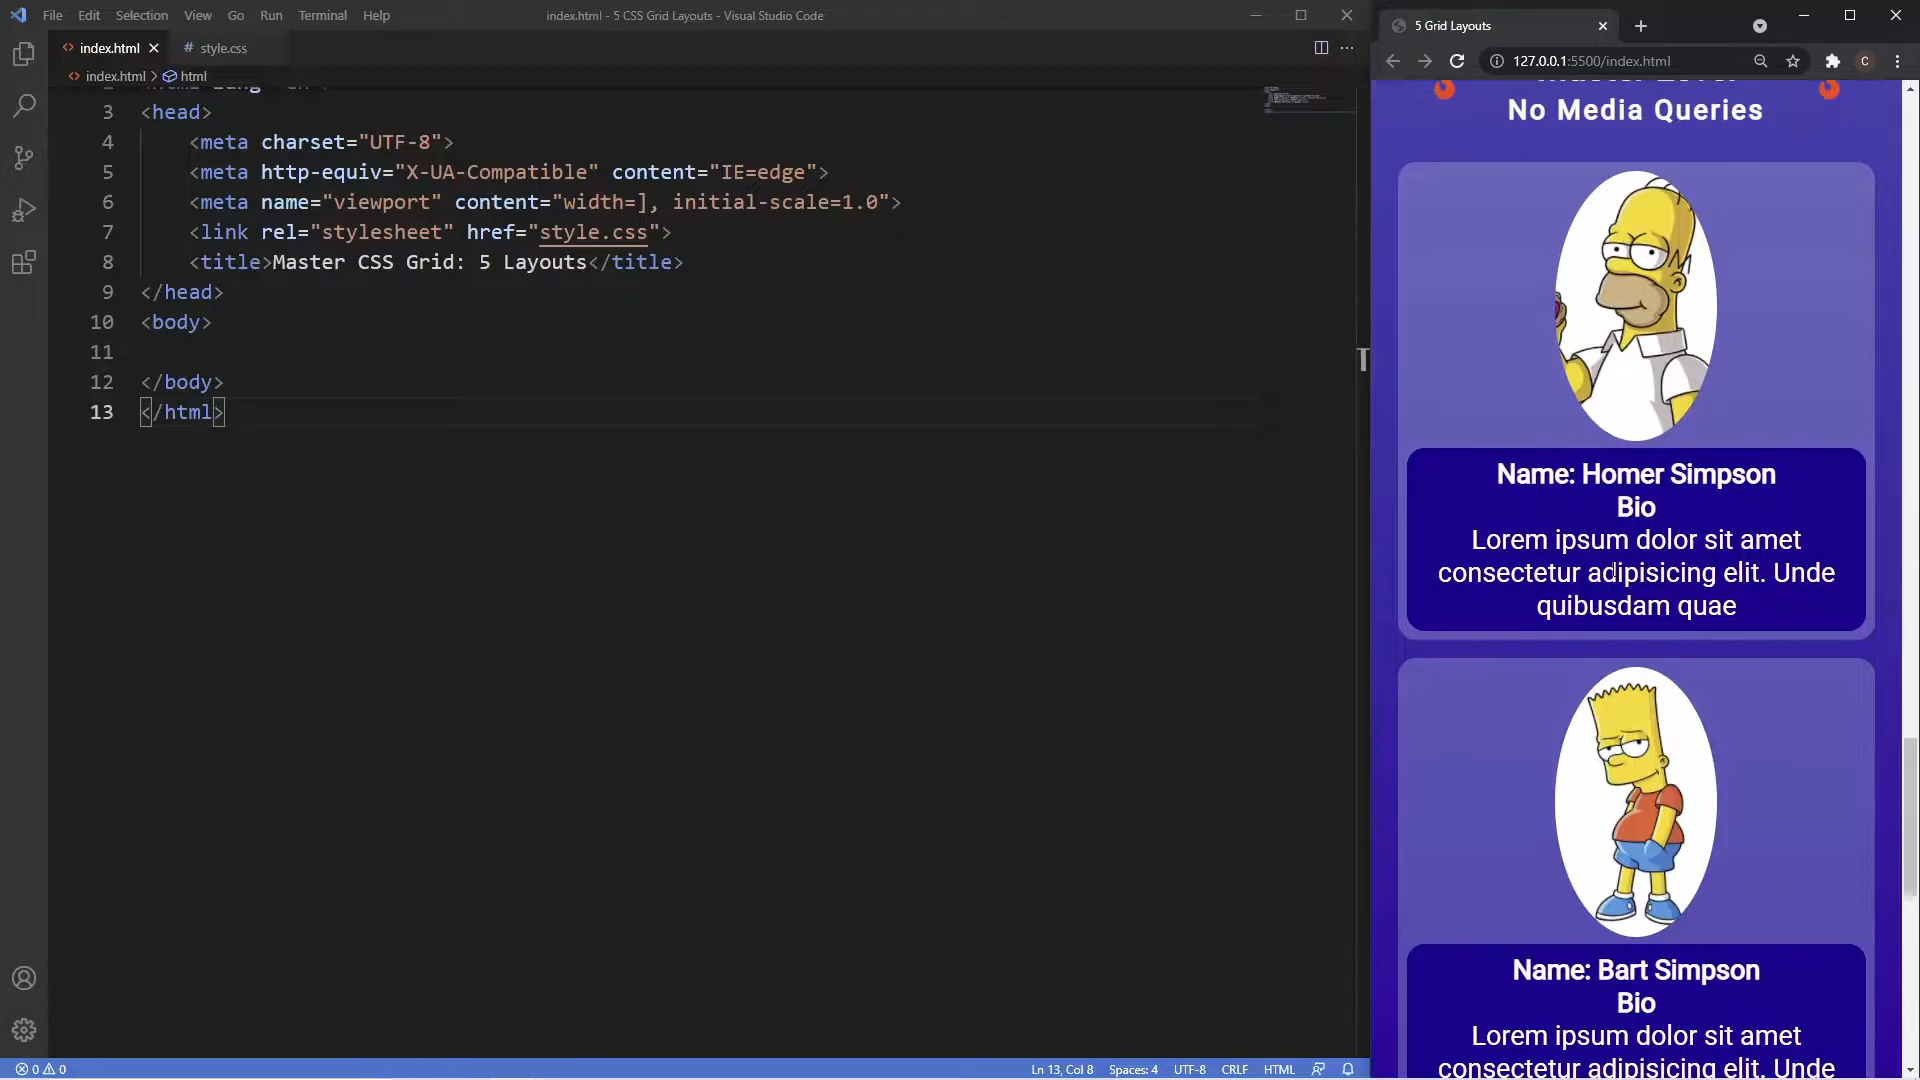 File Edit Selection View Go Run Terminal Help
index.html - 5 CSS Grid Layouts - Visual Studio Code
index.html
# style.css
index.html > html
3 <head>
4 <meta charset="UTF-8">
5 <meta http-equiv="X-UA-Compatible" content="IE=edge">
6 <meta name="viewport" content="width=], initial-scale=1.0">
7 <link rel="stylesheet" href="style.css">
8 <title>Master CSS Grid: 5 Layouts</title>
9 </head>
10 <body>
11
12 </body>
13 </html>
0 0
Ln 13, Col 8 Spaces: 4 UTF-8 CRLF HTML
5 Grid Layouts
127.0.0.1:5500/index.html
C
No Media Queries
Name: Homer Simpson
Bio
Lorem ipsum dolor sit amet
consectetur adipisicing elit. Unde
quibusdam quae
Name: Bart Simpson
Bio
Lorem ipsum dolor sit amet
consectetur adipisicing elit. Unde